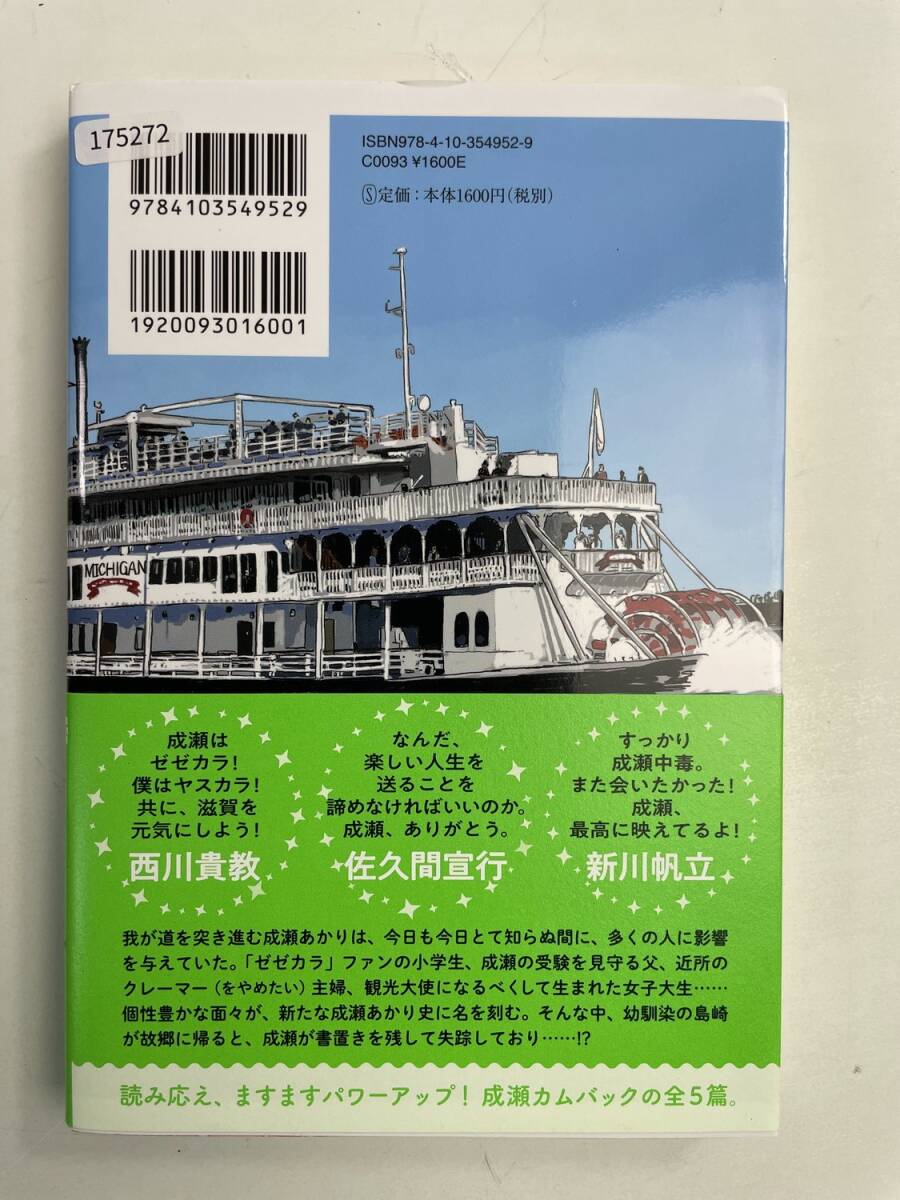 175272
ISBN978-4-10-354952-9
C0093 ¥1600E
9784103549529
Ⓢ定価：本体1600円（税別）
1920093016001
MICHIGAN
成瀬は
ゼゼカラ！
僕はヤスカラ！
共に、滋賀を
元気にしよう！
西川貴教
なんだ、
楽しい人生を
送ることを
諦めなければいいのか。
成瀬、ありがとう。
佐久間宣行
すっかり
成瀬中毒。
また会いたかった！
成瀬、
最高に映えてるよ！
新川帆立
我が道を突き進む成瀬あかりは、今日も今日とて知らぬ間に、多くの人に影響
を与えていた。「ゼゼカラ」ファンの小学生、成瀬の受験を見守る父、近所の
クレーマー（をやめたい）主婦、観光大使になるべくして生まれた女子大生……
個性豊かな面々が、新たな成瀬あかり史に名を刻む。そんな中、幼馴染の島崎
が故郷に帰ると、成瀬が書置きを残して失踪しており……!?
読み応え、ますますパワーアップ！ 成瀬カムバックの全5篇。